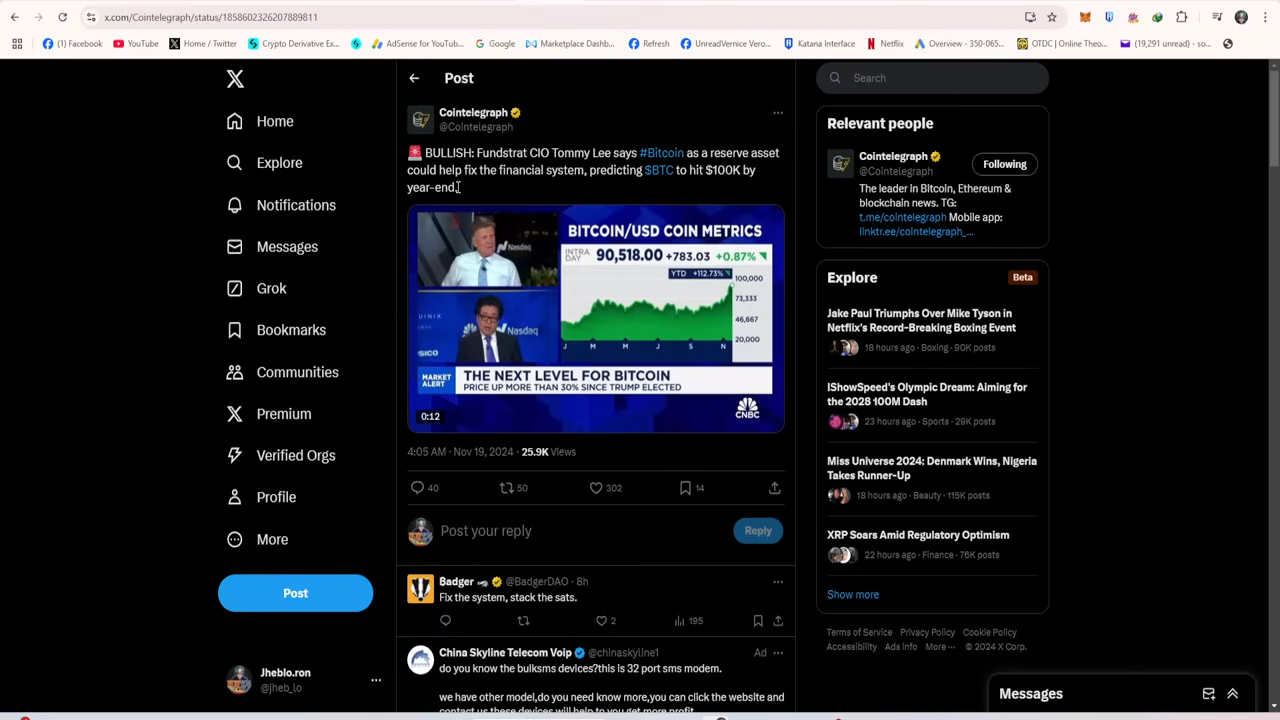 x.com/Cointelegraph/status/1858602326207889811
(1) Facebook
YouTube
Home / Twitter
Crypto Derivative Ex...
AdSense for YouTub...
Google
Marketplace Dashb...
Refresh
UnreadVernice Vero...
Katana Interface
Netflix
Overview - 350-065...
OTDC | Online Theo...
(19,291 unread) - so...
Home
Explore
Notifications
Messages
Grok
Bookmarks
Communities
Premium
Verified Orgs
Profile
More
Post
Jheblo.ron
@jheb_lo
Post
Cointelegraph
@Cointelegraph
BULLISH: Fundstrat CIO Tommy Lee says #Bitcoin as a reserve asset
could help fix the financial system, predicting $BTC to hit $100K by
year-end.
Nasdaq
UINIX
Nasdaq
SICO
BITCOIN/USD COIN METRICS
INTRA DAY 90,518.00 +783.03 +0.87%
YTD +112.73%
100,000
73,333
46,667
20,000
J M M J S N
MARKET ALERT
THE NEXT LEVEL FOR BITCOIN
PRICE UP MORE THAN 30% SINCE TRUMP ELECTED
CNBC
0:12
4:05 AM · Nov 19, 2024 · 25.9K Views
40 50 302 14
Post your reply
Reply
Badger @BadgerDAO · 8h
Fix the system, stack the sats.
2 195
China Skyline Telecom Voip @chinaskyline1 Ad
do you know the bulksms devices?this is 32 port sms modem.
we have other model,do you need know more,you can click the website and
contact us these devices will help to you get more profit
Search
Relevant people
Cointelegraph
@Cointelegraph
Following
The leader in Bitcoin, Ethereum &
blockchain news. TG:
t.me/cointelegraph Mobile app:
linktr.ee/cointelegraph_...
Explore
Beta
Jake Paul Triumphs Over Mike Tyson in
Netflix's Record-Breaking Boxing Event
18 hours ago · Boxing · 90K posts
IShowSpeed's Olympic Dream: Aiming for
the 2028 100M Dash
23 hours ago · Sports · 29K posts
Miss Universe 2024: Denmark Wins, Nigeria
Takes Runner-Up
18 hours ago · Beauty · 115K posts
XRP Soars Amid Regulatory Optimism
22 hours ago · Finance · 76K posts
Show more
Terms of Service Privacy Policy Cookie Policy
Accessibility Ads info More ... © 2024 X Corp.
Messages